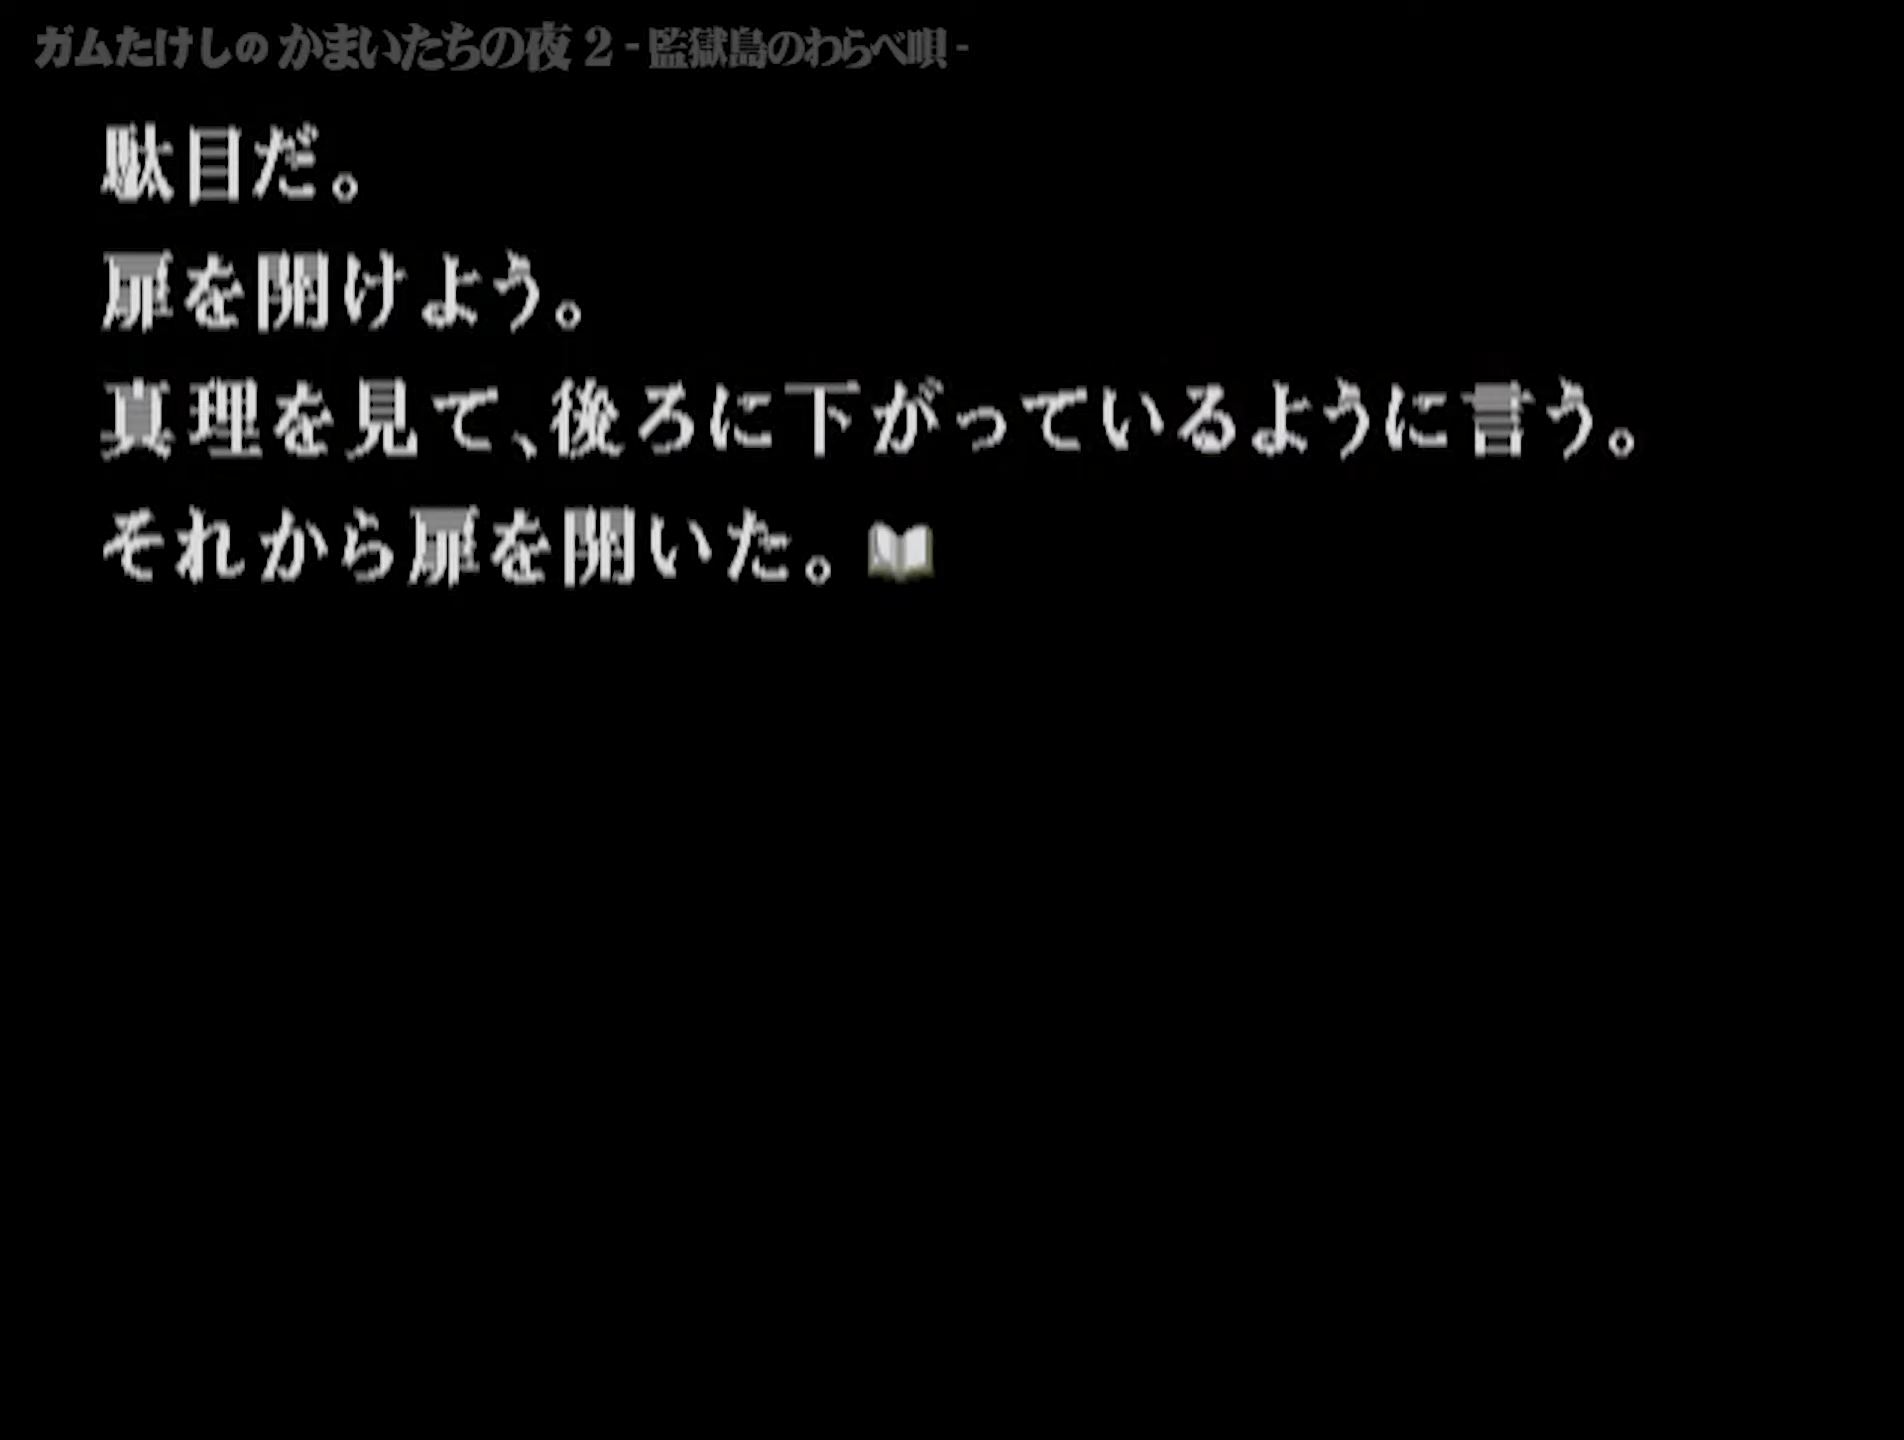 ガムたけしの かまいたちの夜 2 - 監獄島のわらべ唄 -
駄目だ。
扉を開けよう。
真理を見て、後ろに下がっているように言う。
それから扉を開いた。